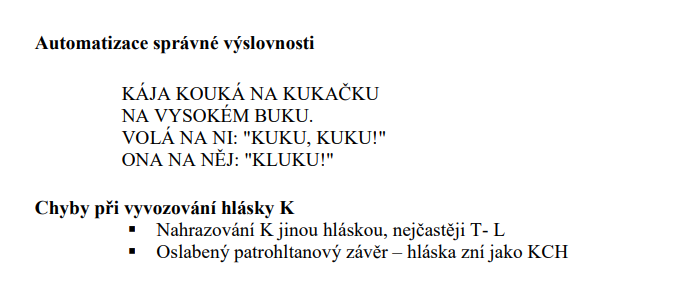 Automatizace správné výslovnosti
KÁJA KOUKÁ NA KUKAČKU
NA VYSOKÉM BUKU.
VOLÁ NA NI: "KUKU, KUKU!"
ONA NA NĚJ: "KLUKU!"
Chyby při vyvozování hlásky K
▪ Nahrazování K jinou hláskou, nejčastěji T- L
▪ Oslabený patrohltanový závěr – hláska zní jako KCH